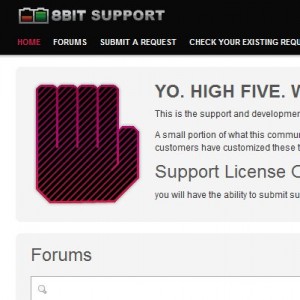 8BIT SUPPORT
HOME FORUMS SUBMIT A REQUEST CHECK YOUR EXISTING REQU
YO. HIGH FIVE. W
This is the support and developmen
A small portion of what this commu
customers have customized these t
Support License O
you will have the ability to submit su
Forums